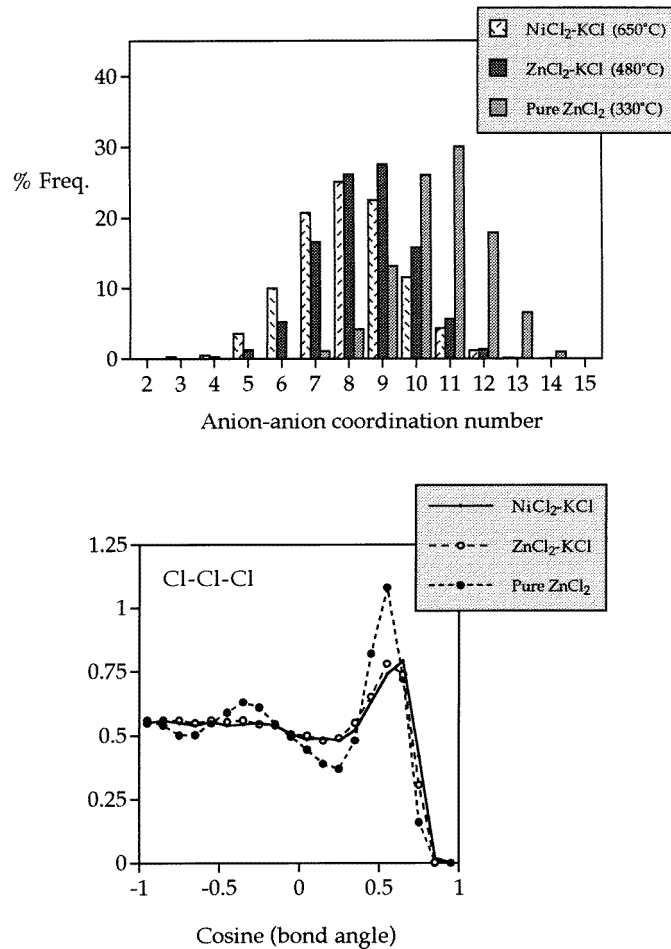 NiCl2-KCl (650°C)
ZnCl2-KCl (480°C)
Pure ZnCl2 (330°C)
% Freq.
40
30
20
10
0
2 3 4 5 6 7 8 9 10 11 12 13 14 15
Anion-anion coordination number
NiCl2-KCl
ZnCl2-KCl
Pure ZnCl2
Cl-Cl-Cl
1.25
1
0.75
0.5
0.25
0
-1 -0.5 0 0.5 1
Cosine (bond angle)